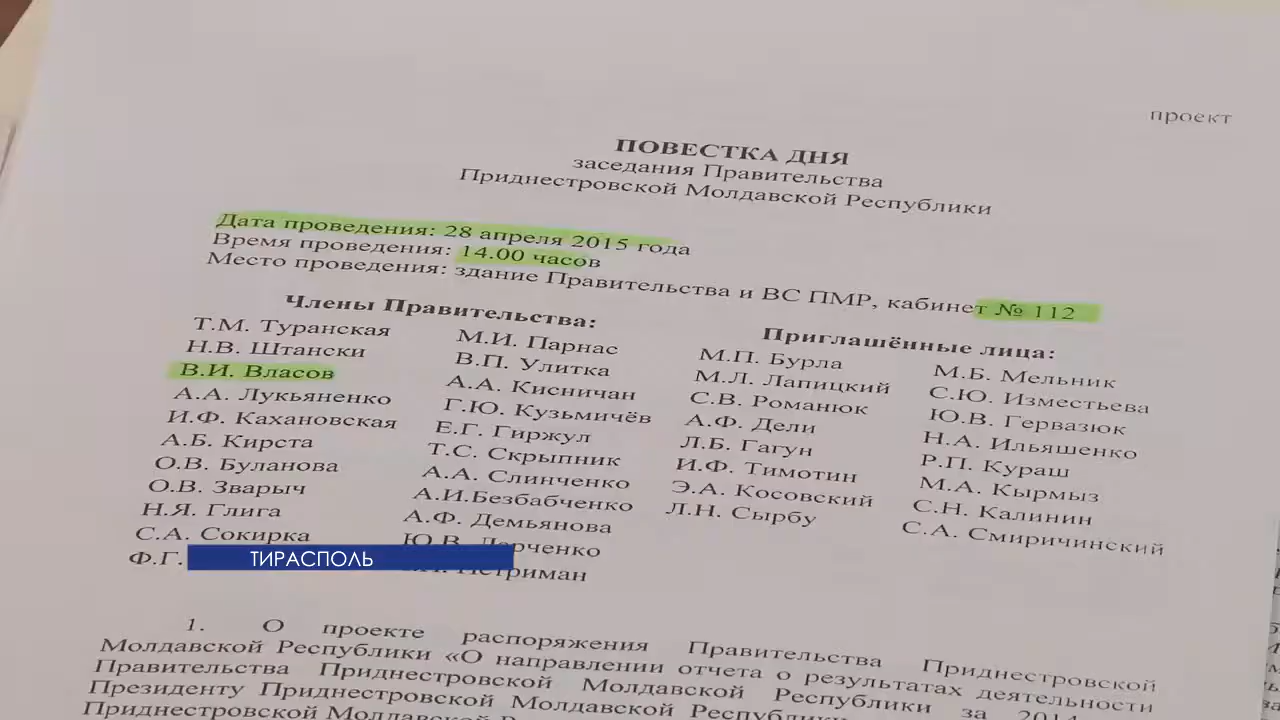 проект
ПОВЕСТКА ДНЯ
заседания Правительства
Приднестровской Молдавской Республики
Дата проведения: 28 апреля 2015 года
Время проведения: 14.00 часов
Место проведения: здание Правительства и ВС ПМР, кабинет № 112
Члены Правительства:
Т.М. Туранская
Н.В. Штански
В.И. Власов
А.А. Лукьяненко
И.Ф. Кахановская
А.Б. Кирста
О.В. Буланова
О.В. Зварыч
Н.Я. Глига
С.А. Сокирка
Ф.Г.
М.И. Парнас
В.П. Улитка
А.А. Кисничан
Г.Ю. Кузьмичёв
Е.Г. Гиржул
Т.С. Скрыпник
А.А. Слинченко
А.И.Безбабченко
А.Ф. Демьянова
Ю.В.
Петриман
Приглашённые лица:
М.П. Бурла
М.Л. Лапицкий
С.В. Романюк
А.Ф. Дели
Л.Б. Гагун
И.Ф. Тимотин
Э.А. Косовский
Л.Н. Сырбу
М.Б. Мельник
С.Ю. Изместьева
Ю.В. Гервазюк
Н.А. Ильяшенко
Р.П. Кураш
М.А. Кырмыз
С.Н. Калинин
С.А. Смиричинский
ТИРАСПОЛЬ
1. О проекте распоряжения Правительства Приднестровской
Молдавской Республики «О направлении отчета о результатах деятельности
Правительства Приднестровской Молдавской Республики за 2014
Президенту Приднестровской Молдавской Республики
Приднестровской Молдавской